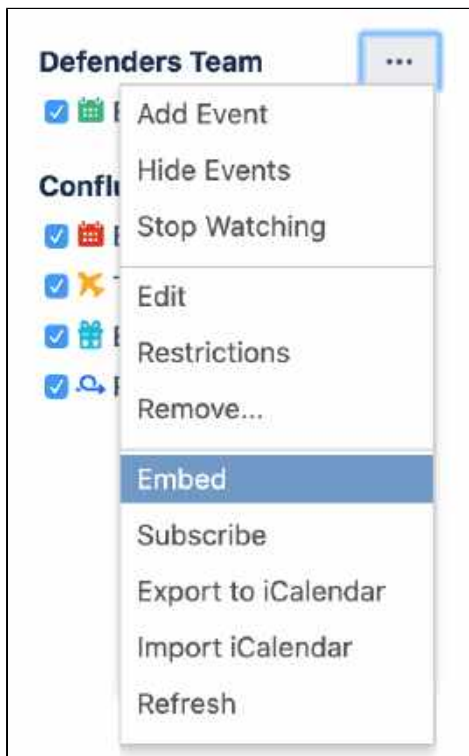 Defenders Team
...
Add Event
Hide Events
Stop Watching
Edit
Restrictions
Remove...
Embed
Subscribe
Export to iCalendar
Import iCalendar
Refresh